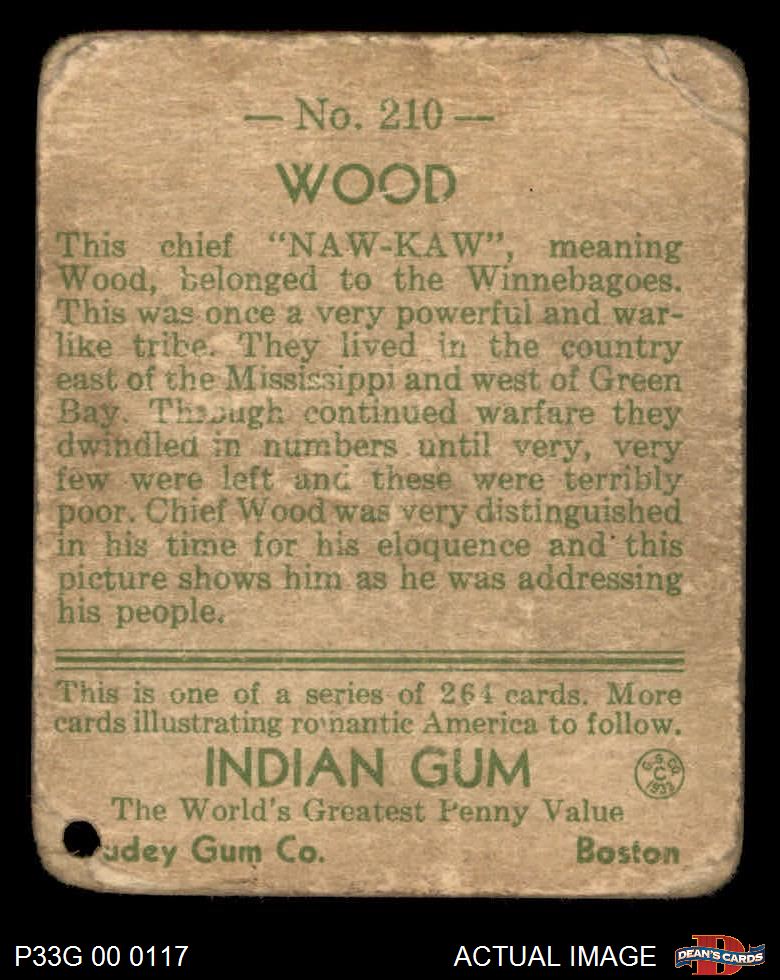 — No. 210 —
WOOD
This chief "NAW-KAW", meaning
Wood, belonged to the Winnebagoes.
This was once a very powerful and war-
like tribe. They lived in the country
east of the Mississippi and west of Green
Bay. Through continued warfare they
dwindled in numbers until very, very
few were left and these were terribly
poor. Chief Wood was very distinguished
in his time for his eloquence and this
picture shows him as he was addressing
his people.
This is one of a series of 264 cards. More
cards illustrating romantic America to follow.
INDIAN GUM
G. G. CO.
C
1933
The World's Greatest Penny Value
udey Gum Co. Boston
P33G 00 0117
ACTUAL IMAGE
D
DEAN'S CARDS